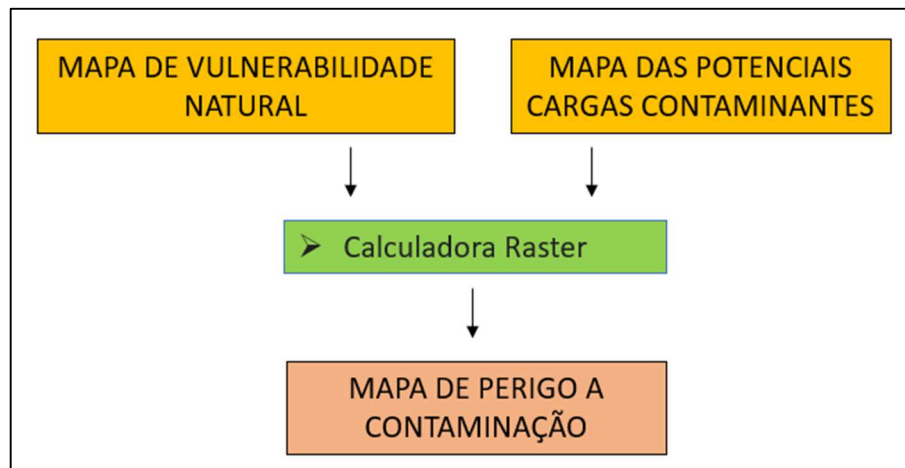 MAPA DE VULNERABILIDADE
NATURAL
MAPA DAS POTENCIAIS
CARGAS CONTAMINANTES
➤ Calculadora Raster
MAPA DE PERIGO A
CONTAMINAÇÃO